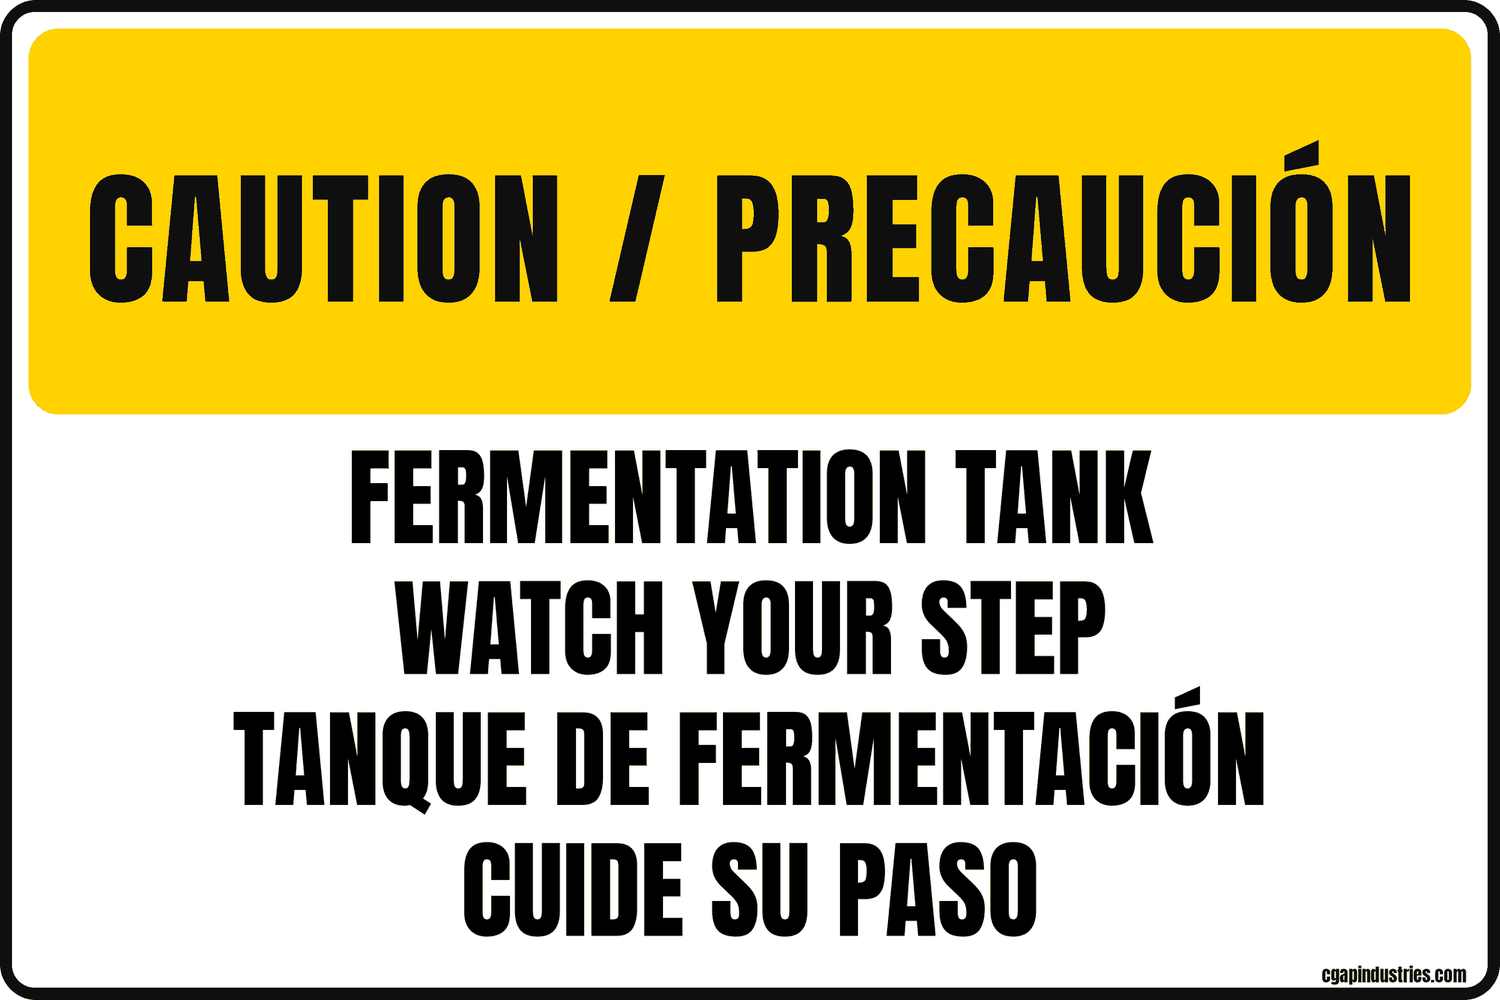 CAUTION / PRECAUCIÓN
FERMENTATION TANK
WATCH YOUR STEP
TANQUE DE FERMENTACIÓN
CUIDE SU PASO
cgapindustries.com